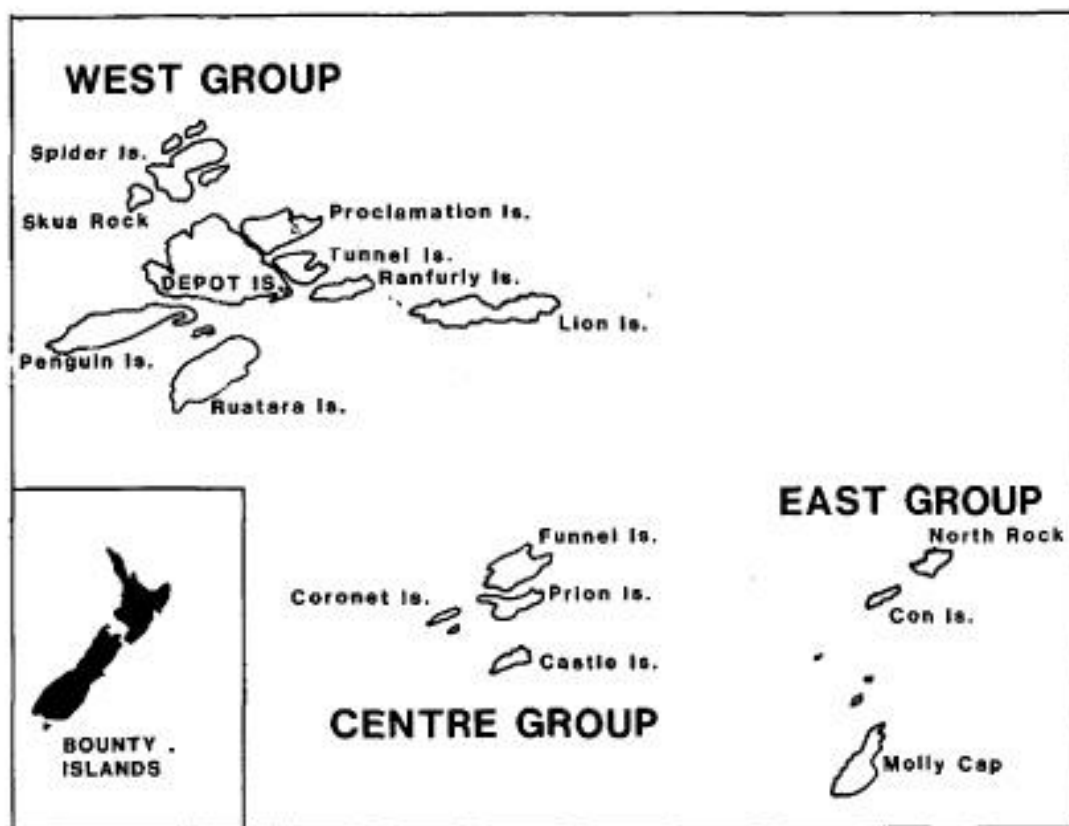 WEST GROUP
Spider Is.
Skua Rock
Proclamation Is.
Tunnel Is.
DEPOT IS.
Ranfurly Is.
Lion Is.
Penguin Is.
Ruatara Is.
EAST GROUP
North Rock
Funnel Is.
Coronet Is.
Prion Is.
Con Is.
Castle Is.
CENTRE GROUP
Molly Cap
BOUNTY
ISLANDS